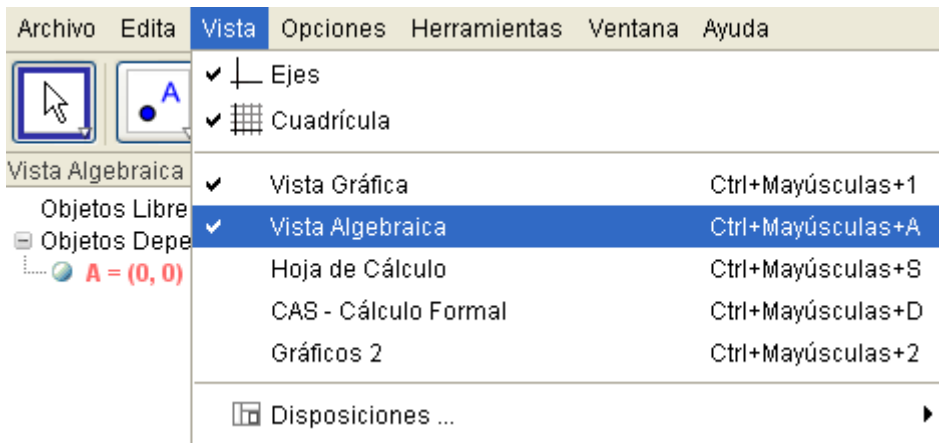 Archivo Edita Vista Opciones Herramientas Ventana Ayuda
A
Ejes
Cuadrícula
Vista Algebraica
Objetos Libre
Objetos Depe
A = (0, 0)
Vista Gráfica Ctrl+Mayúsculas+1
Vista Algebraica Ctrl+Mayúsculas+A
Hoja de Cálculo Ctrl+Mayúsculas+S
CAS - Cálculo Formal Ctrl+Mayúsculas+D
Gráficos 2 Ctrl+Mayúsculas+2
Disposiciones ...